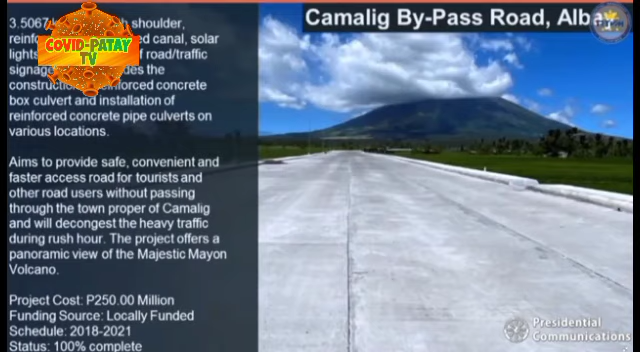 Camalig By-Pass Road, Albay
COVID-PATAY
TV
3.5067 shoulder,
canal, solar
lights road/traffic
signage the
construction reinforced concrete
box culvert and installation of
reinforced concrete pipe culverts on
various locations.
Aims to provide safe, convenient and
faster access road for tourists and
other road users without passing
through the town proper of Camalig
and will decongest the heavy traffic
during rush hour. The project offers a
panoramic view of the Majestic Mayon
Volcano.
Project Cost: P250.00 Million
Funding Source: Locally Funded
Schedule: 2018-2021
Status: 100% complete
Presidential
Communications